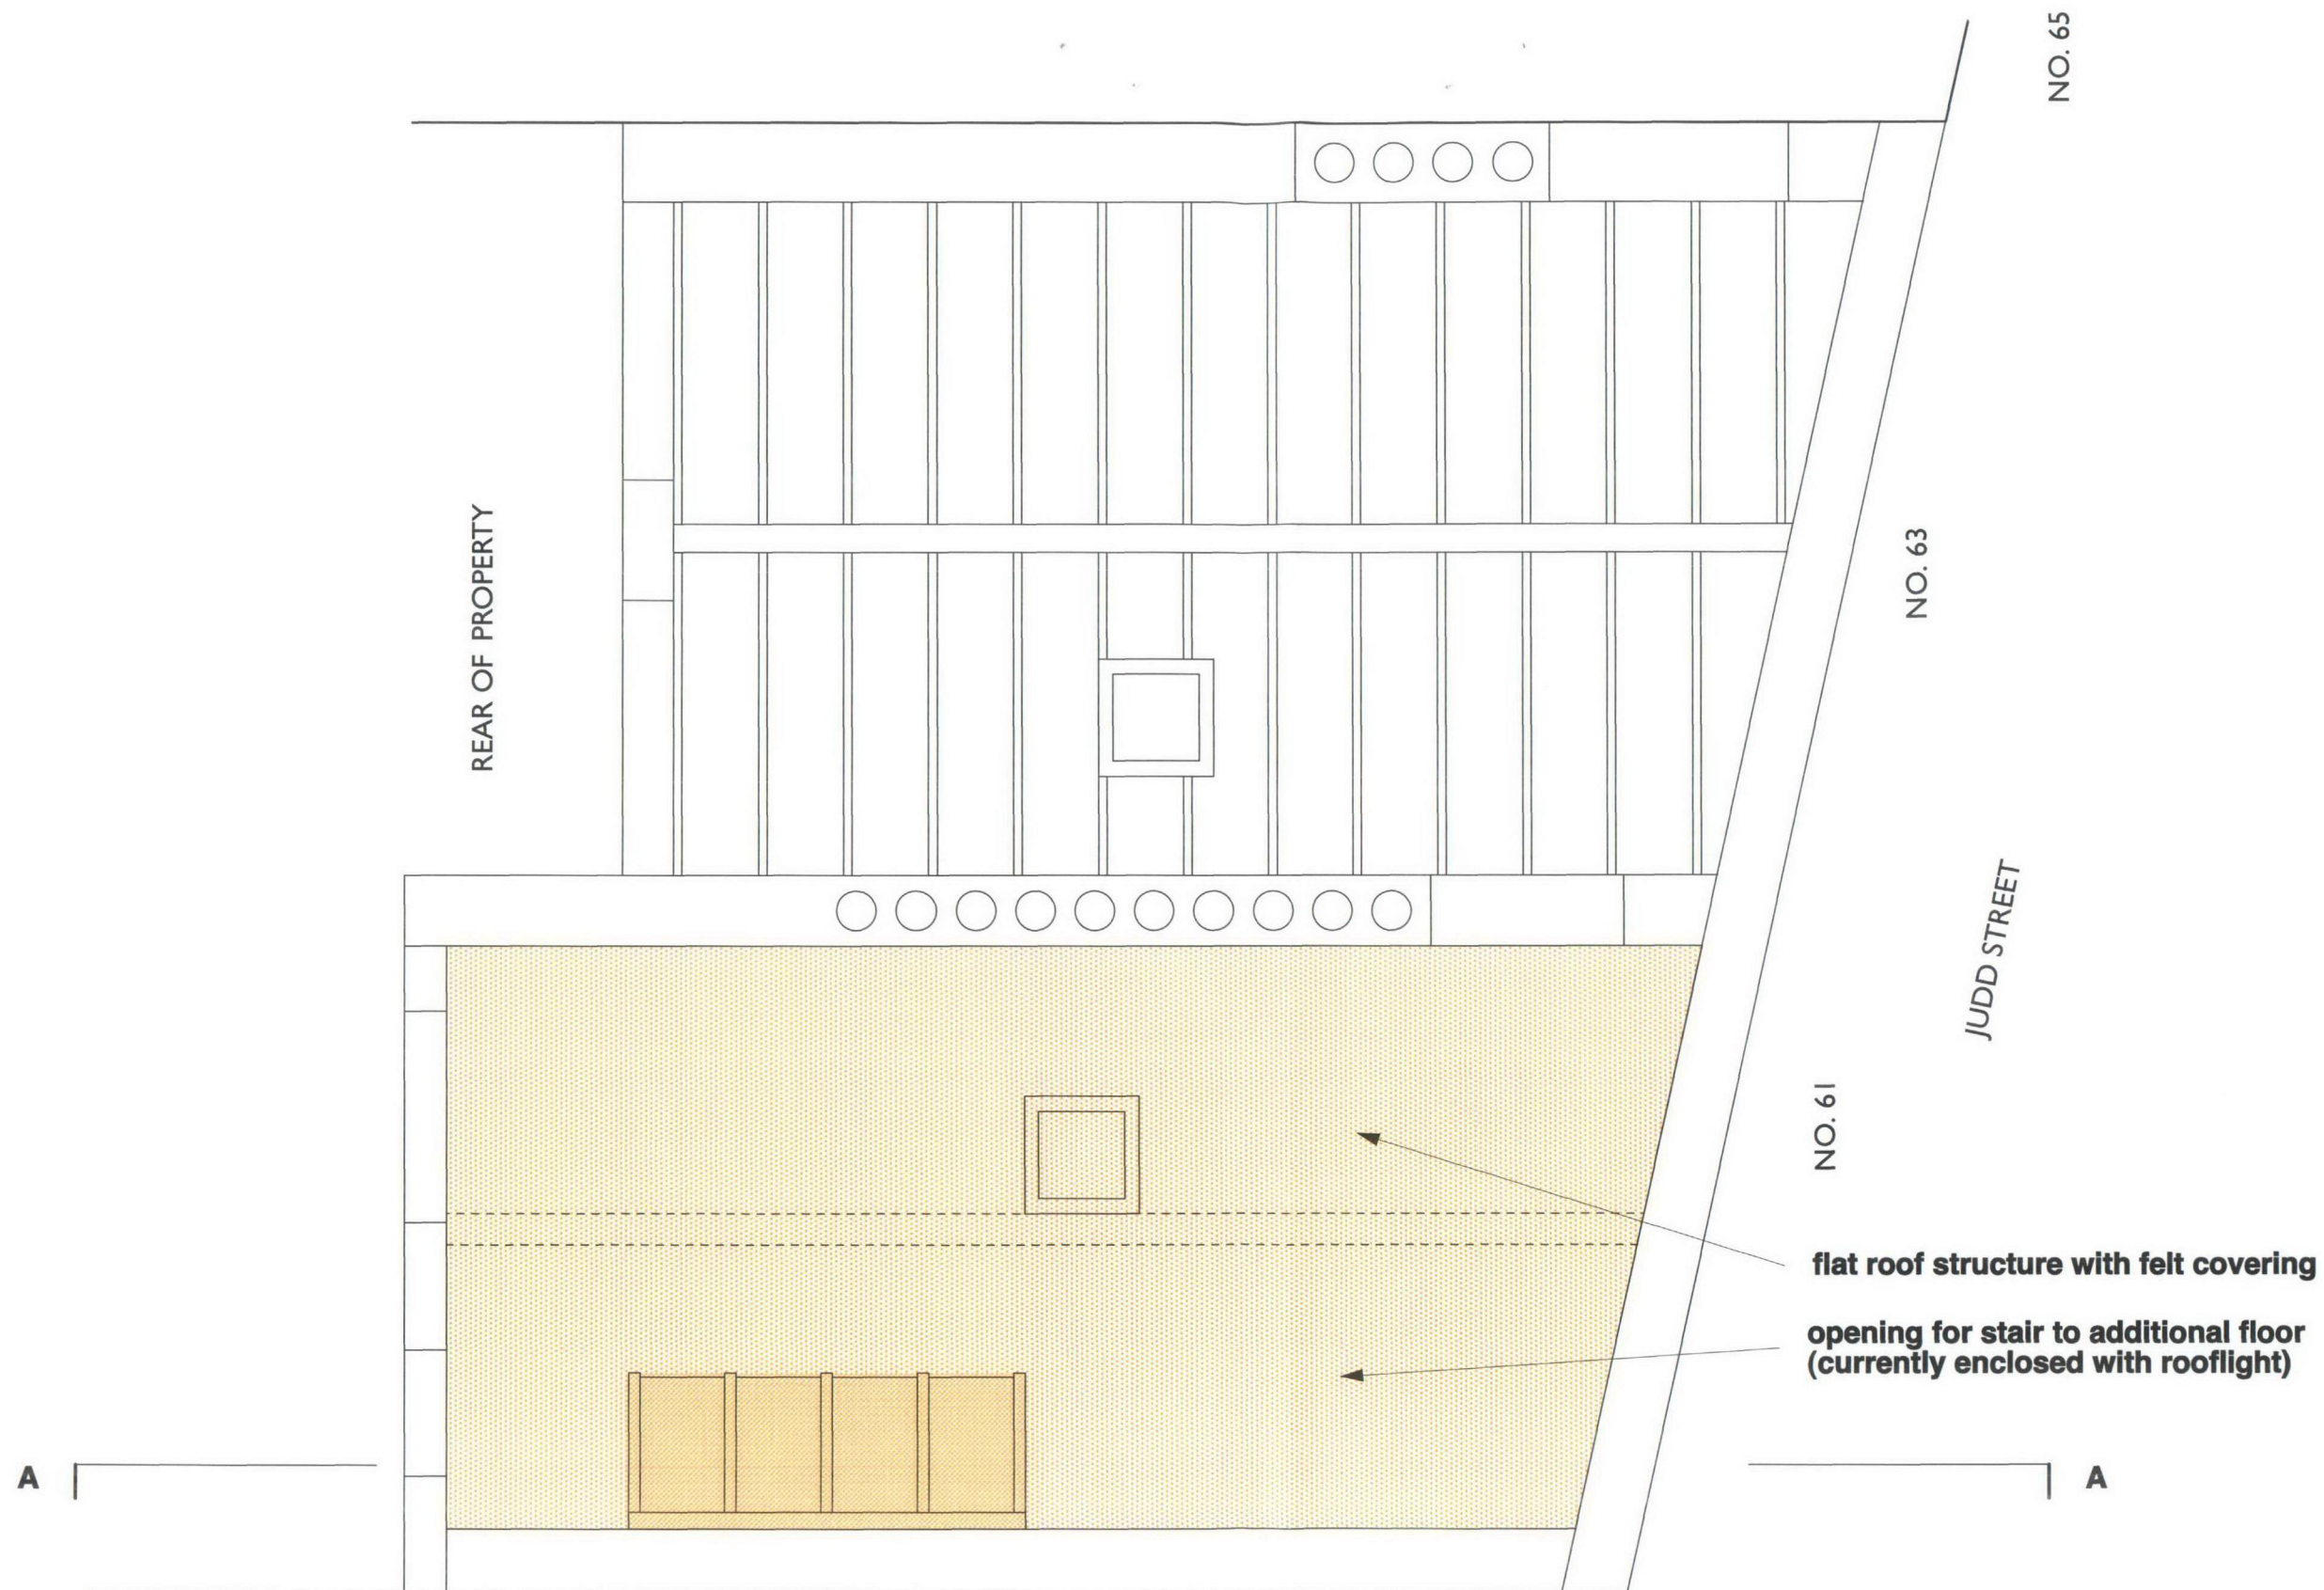 NO. 65
REAR OF PROPERTY
NO. 63
JUDD STREET
NO. 61
flat roof structure with felt covering
opening for stair to additional floor
(currently enclosed with rooflight)
A
A